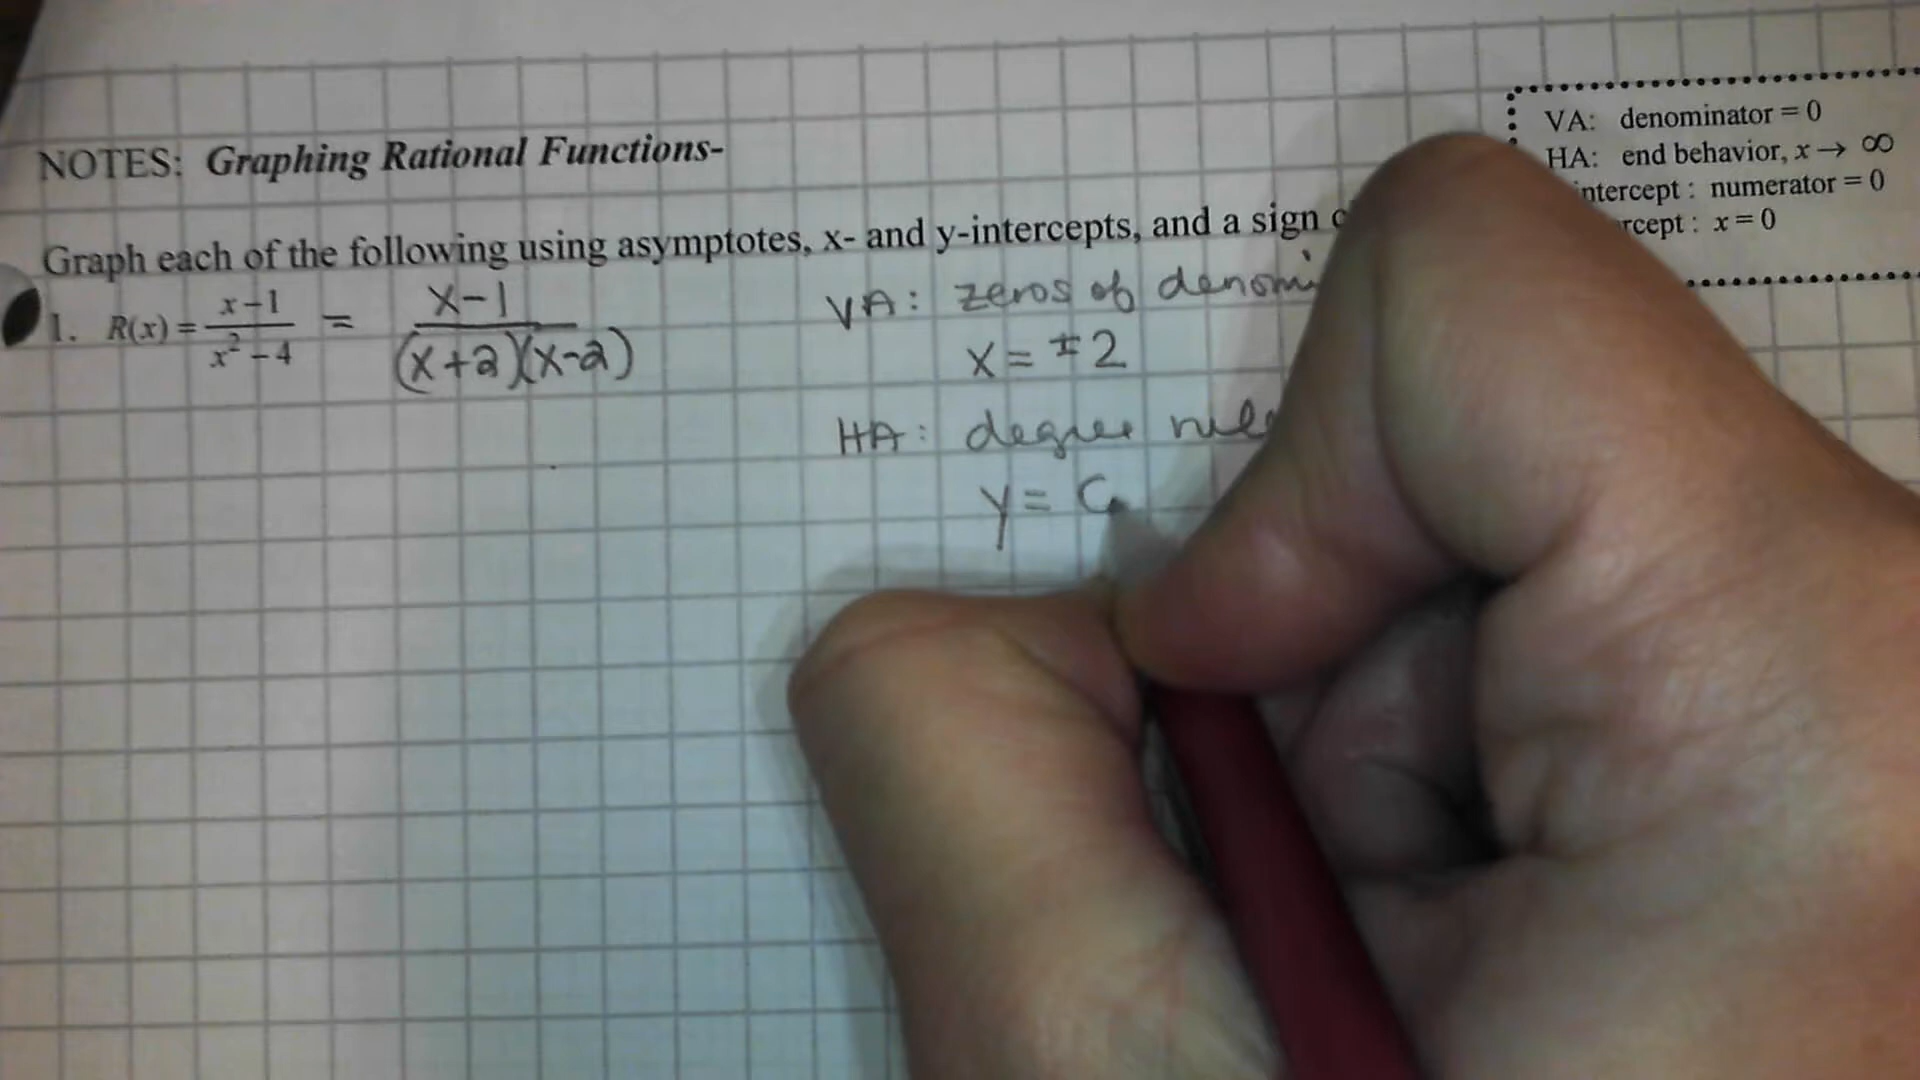 VA: denominator = 0
HA: end behavior, x → ∞
intercept : numerator = 0
x = 0
NOTES: Graphing Rational Functions-
Graph each of the following using asymptotes, x- and y-intercepts, and a sign
1. R(x) = (x-1)/(x² - 4) = (x-1)/((x+2)(x-2))
VA: zeros of
x = ±2
HA: degree
y =